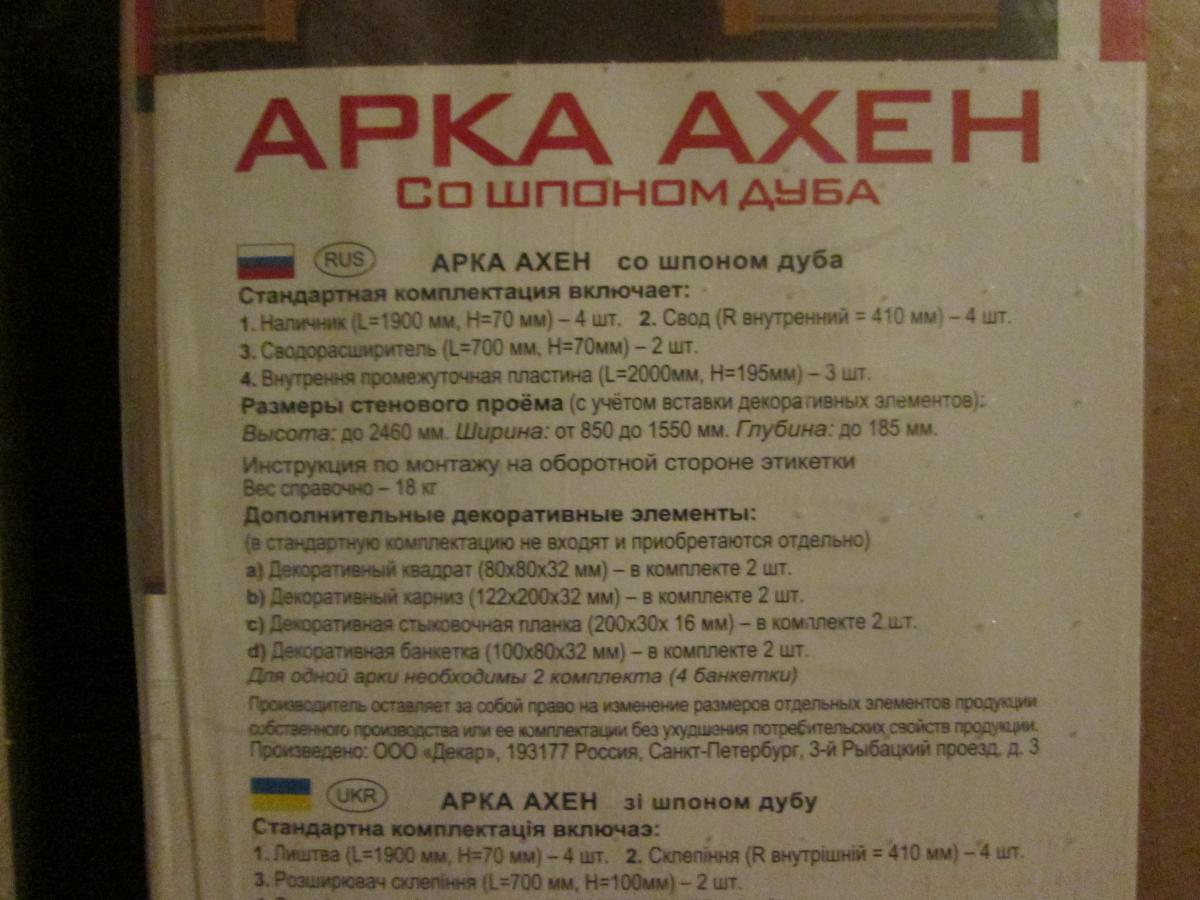 АРКА АХЕН
Со шпоном дуба
RUS АРКА АХЕН со шпоном дуба
Стандартная комплектация включает:
1. Наличник (L=1900 мм, H=70 мм) – 4 шт. 2. Свод (R внутренний = 410 мм) – 4 шт.
3. Сводорасширитель (L=700 мм, H=70мм) – 2 шт.
4. Внутрення промежуточная пластина (L=2000мм, H=195мм) – 3 шт.
Размеры стенового проёма (с учётом вставки декоративных элементов):
Высота: до 2460 мм. Ширина: от 850 до 1550 мм. Глубина: до 185 мм.
Инструкция по монтажу на оборотной стороне этикетки
Вес справочно – 18 кг
Дополнительные декоративные элементы:
(в стандартную комплектацию не входят и приобретаются отдельно)
a) Декоративный квадрат (80х80х32 мм) – в комплекте 2 шт.
b) Декоративный карниз (122х200х32 мм) – в комплекте 2 шт.
c) Декоративная стыковочная планка (200х30х 16 мм) – в комплекте 2 шт.
d) Декоративная банкетка (100х80х32 мм) – в комплекте 2 шт.
Для одной арки необходимы 2 комплекта (4 банкетки)
Производитель оставляет за собой право на изменение размеров отдельных элементов продукции
собственного производства или ее комплектации без ухудшения потребительских свойств продукции.
Произведено: ООО «Декар», 193177 Россия, Санкт-Петербург, 3-й Рыбацкий проезд, д. 3
UKR АРКА АХЕН зі шпоном дубу
Стандартна комплектація включаэ:
1. Лиштва (L=1900 мм, H=70 мм) – 4 шт. 2. Склепіння (R внутрішній = 410 мм) – 4 шт.
3. Розширювач склепіння (L=700 мм, H=100мм) – 2 шт.